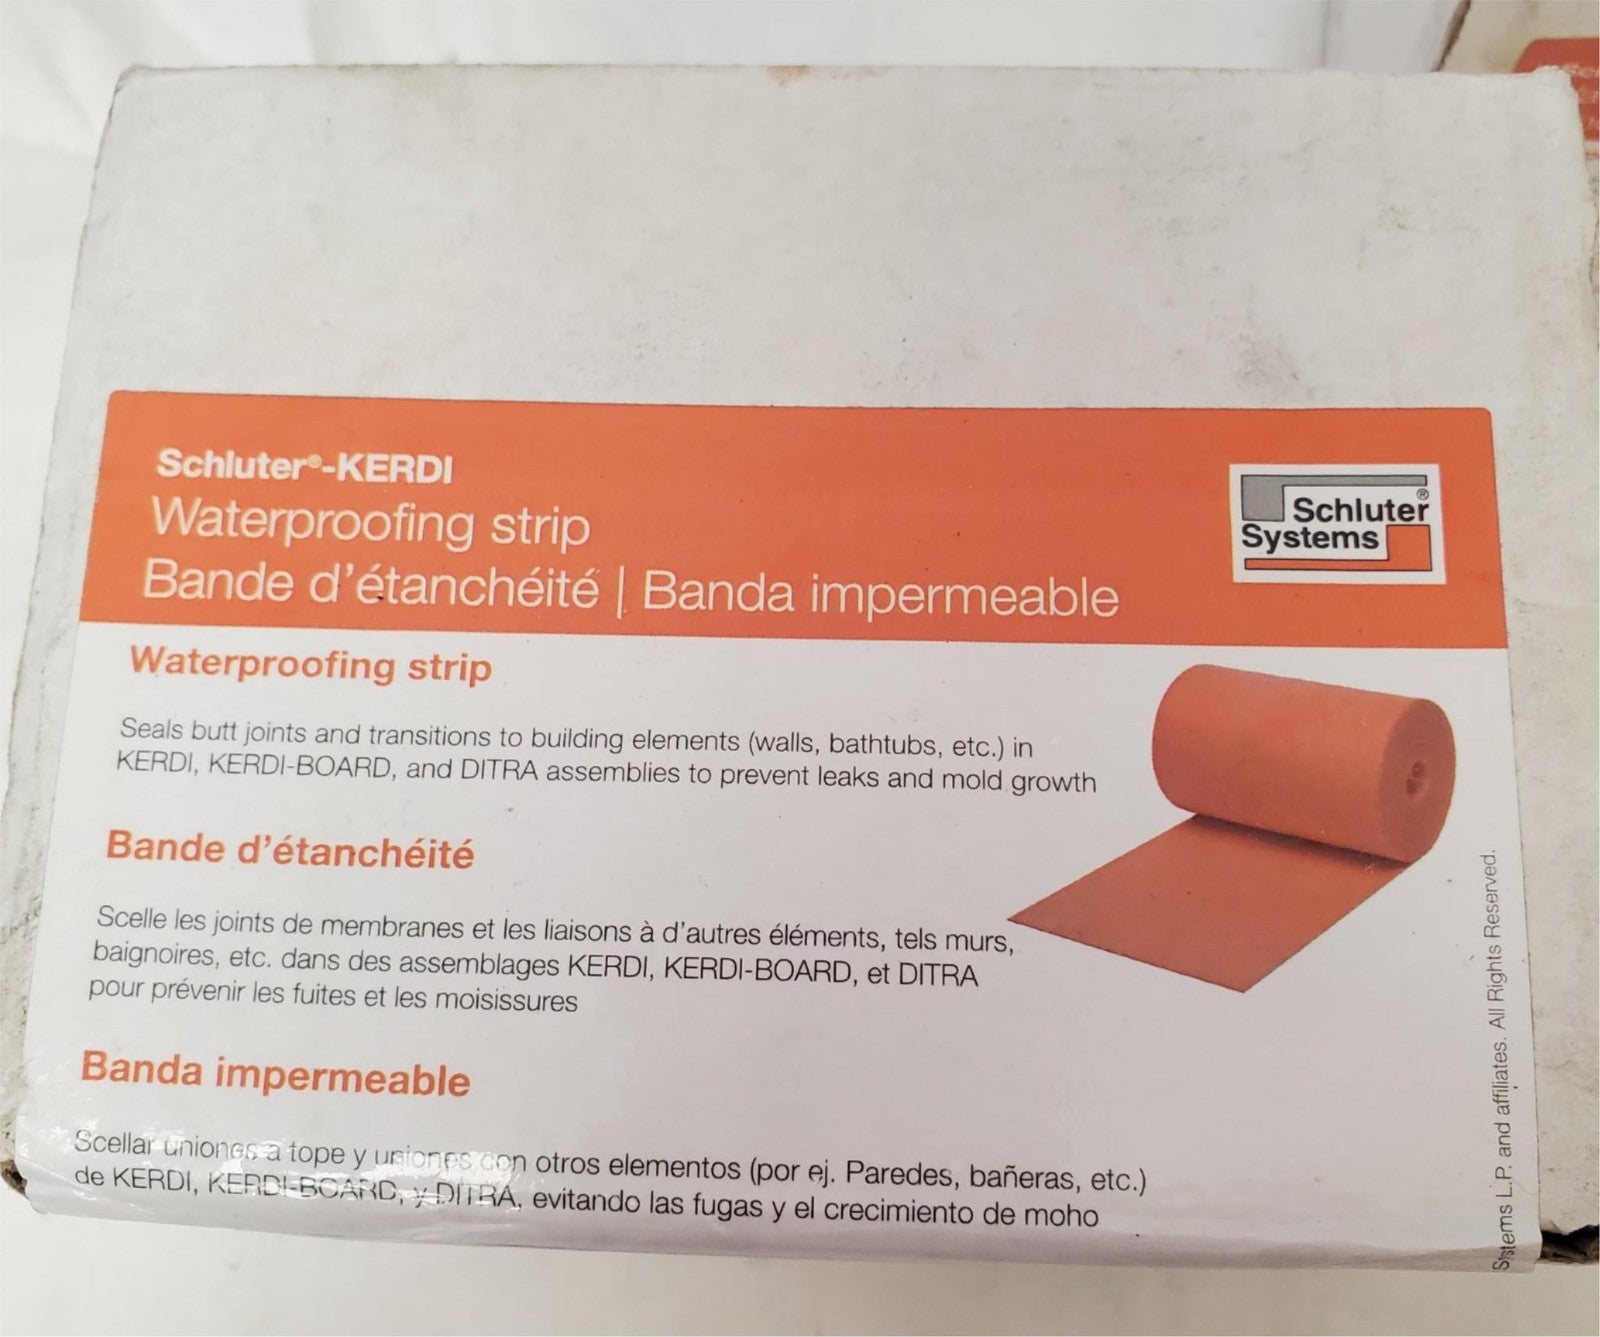 Schluter®-KERDI
Waterproofing strip
Bande d'étanchéité | Banda impermeable
Schluter®
Systems
Waterproofing strip
Seals butt joints and transitions to building elements (walls, bathtubs, etc.) in
KERDI, KERDI-BOARD, and DITRA assemblies to prevent leaks and mold growth
Bande d'étanchéité
Scelle les joints de membranes et les liaisons à d'autres éléments, tels murs,
baignoires, etc. dans des assemblages KERDI, KERDI-BOARD, et DITRA
pour prévenir les fuites et les moisissures
Banda impermeable
Scellar uniones a tope y uniones con otros elementos (por ej. Paredes, bañeras, etc.)
de KERDI, KERDI-BOARD, y DITRA, evitando las fugas y el crecimiento de moho
Systems L.P. and affiliates. All Rights Reserved.